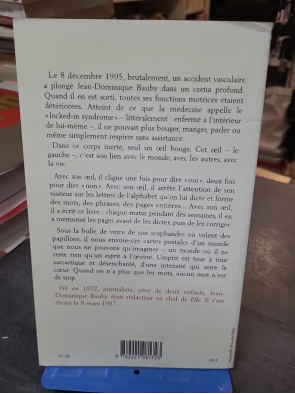 Le 8 décembre 1995, brutalement, un accident vasculaire
a plongé Jean-Dominique Bauby dans un coma profond.
Quand il en est sorti, toutes ses fonctions motrices étaient
détériorées. Atteint de ce que la médecine appelle le
« locked-in syndrome » – littéralement : enfermé à l'intérieur
de lui-même –, il ne pouvait plus bouger, manger, parler ou
même simplement respirer sans assistance.
Dans ce corps inerte, seul un œil bouge. Cet œil – le
gauche –, c'est son lien avec le monde, avec les autres, avec
la vie.
Avec son œil, il cligne une fois pour dire « oui », deux fois
pour dire « non ». Avec son œil, il arrête l'attention de son
visiteur sur les lettres de l'alphabet qu'on lui dicte et forme
des mots, des phrases, des pages entières... Avec son œil,
il a écrit ce livre : chaque matin pendant des semaines, il en
a mémorisé les pages avant de les dicter, puis de les corriger.
Sous la bulle de verre de son scaphandre où volent des
papillons, il nous envoie ces cartes postales d'un monde
que nous ne pouvons qu'imaginer – un monde où il ne
reste rien qu'un esprit à l'œuvre. L'esprit est tour à tour
sarcastique et désenchanté, d'une intensité qui serre le
cœur. Quand on n'a plus que les mots, aucun mot n'est
de trop.
Né en 1952, journaliste, père de deux enfants, Jean-
Dominique Bauby était rédacteur en chef de Elle. Il s'est
éteint le 9 mars 1997.